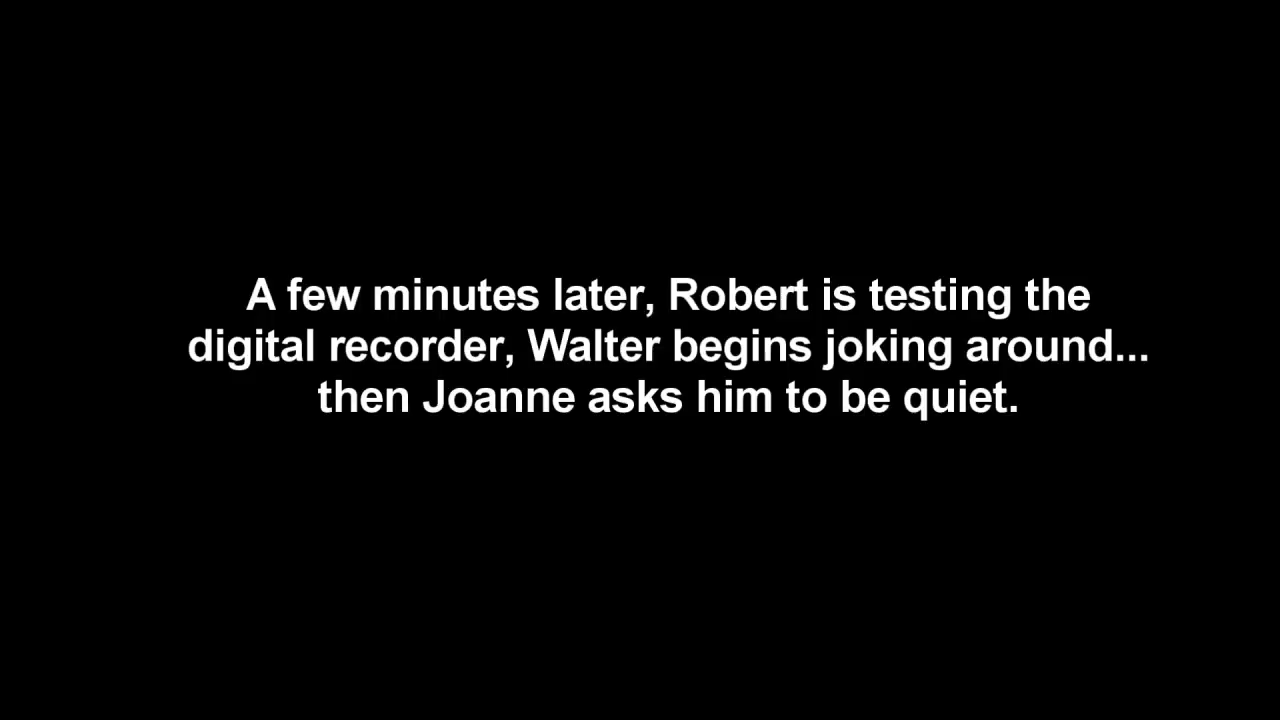 A few minutes later, Robert is testing the
digital recorder, Walter begins joking around...
then Joanne asks him to be quiet.